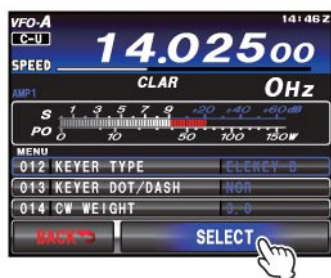 VFO-A 14:46 Z
C-U 14.02500
SPEED
CLAR 0Hz
AMP1
S 1 3 5 7 9 +20 +40 +60dB
PO 0 10 50 100 150W
MENU
012 KEYER TYPE ELEKEY-B
013 KEYER DOT/DASH NOR
014 CW WEIGHT 3.0
BACK SELECT